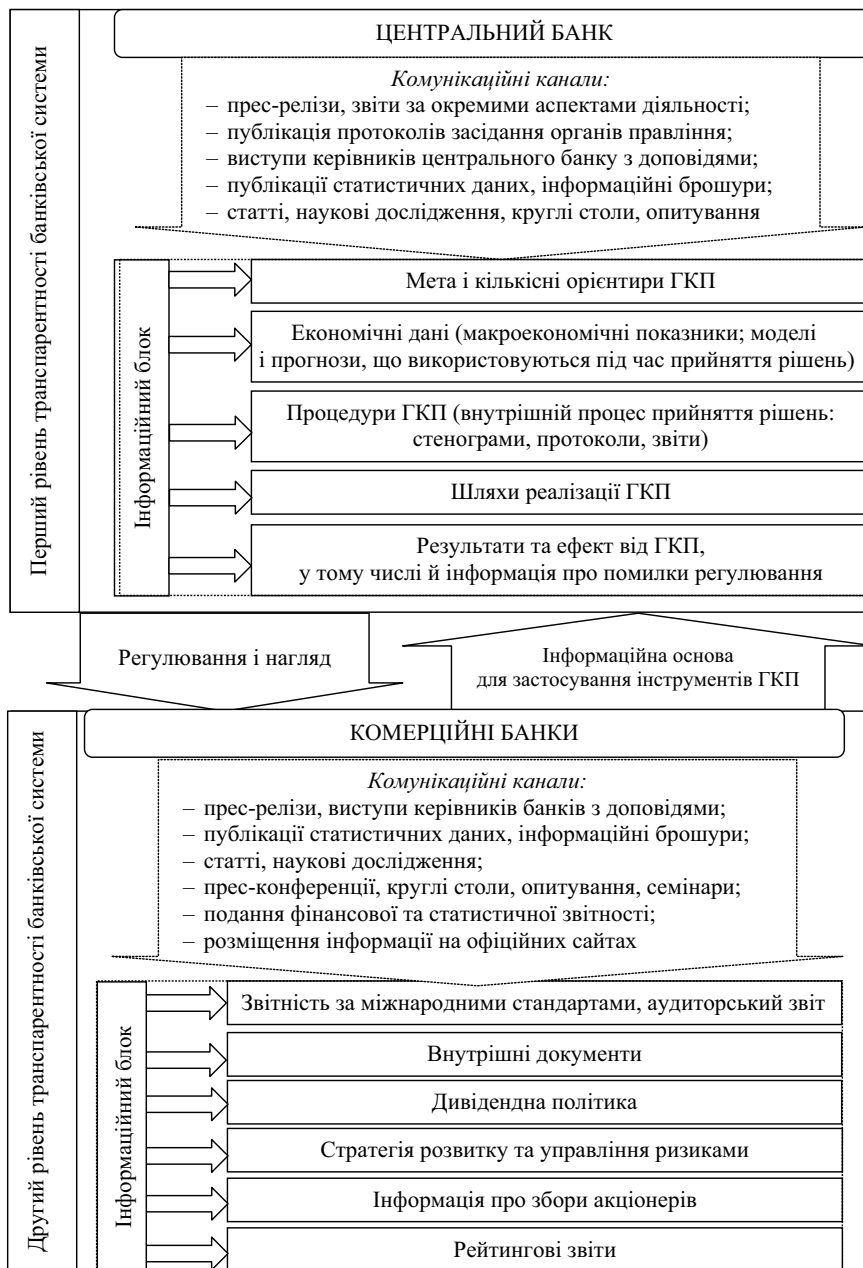 Перший рівень транспарентності банківської системи
ЦЕНТРАЛЬНИЙ БАНК
Комунікаційні канали:
– прес-релізи, звіти за окремими аспектами діяльності;
– публікація протоколів засідання органів правління;
– виступи керівників центрального банку з доповідями;
– публікації статистичних даних, інформаційні брошури;
– статті, наукові дослідження, круглі столи, опитування
Інформаційний блок
Мета і кількісні орієнтири ГКП
Економічні дані (макроекономічні показники; моделі
і прогнози, що використовуються під час прийняття рішень)
Процедури ГКП (внутрішній процес прийняття рішень:
стенограми, протоколи, звіти)
Шляхи реалізації ГКП
Результати та ефект від ГКП,
у тому числі й інформація про помилки регулювання
Регулювання і нагляд
Інформаційна основа
для застосування інструментів ГКП
Другий рівень транспарентності банківської системи
КОМЕРЦІЙНІ БАНКИ
Комунікаційні канали:
– прес-релізи, виступи керівників банків з доповідями;
– публікації статистичних даних, інформаційні брошури;
– статті, наукові дослідження;
– прес-конференції, круглі столи, опитування, семінари;
– подання фінансової та статистичної звітності;
– розміщення інформації на офіційних сайтах
Інформаційний блок
Звітність за міжнародними стандартами, аудиторський звіт
Внутрішні документи
Дивідендна політика
Стратегія розвитку та управління ризиками
Інформація про збори акціонерів
Рейтингові звіти